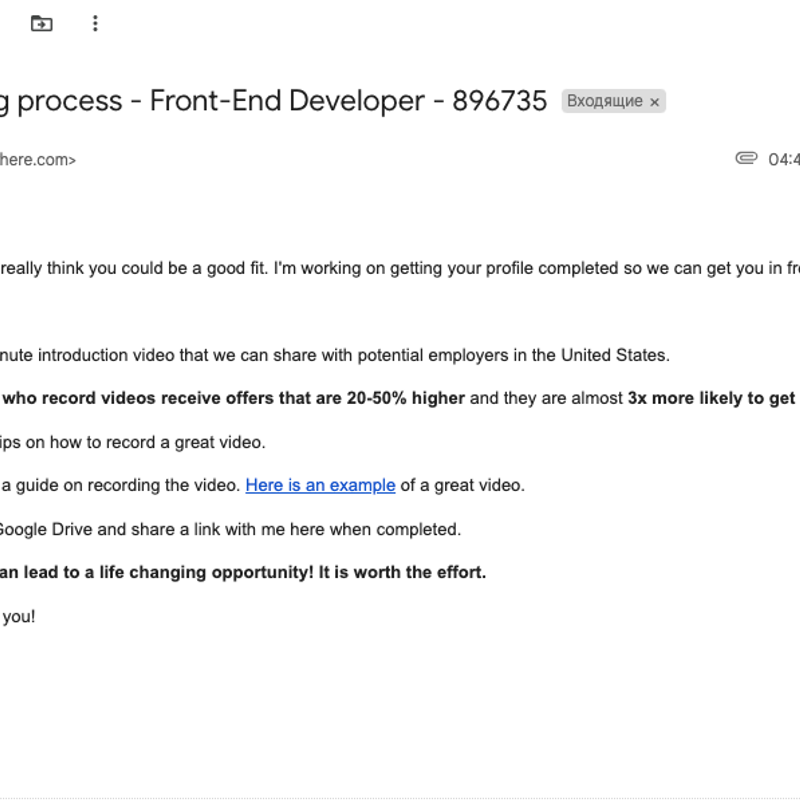 g process - Front-End Developer - 896735 Входящие ×
here.com> 04:4
really think you could be a good fit. I'm working on getting your profile completed so we can get you in fr
nute introduction video that we can share with potential employers in the United States.
who record videos receive offers that are 20-50% higher and they are almost 3x more likely to get
ips on how to record a great video.
a guide on recording the video. Here is an example of a great video.
Google Drive and share a link with me here when completed.
an lead to a life changing opportunity! It is worth the effort.
you!